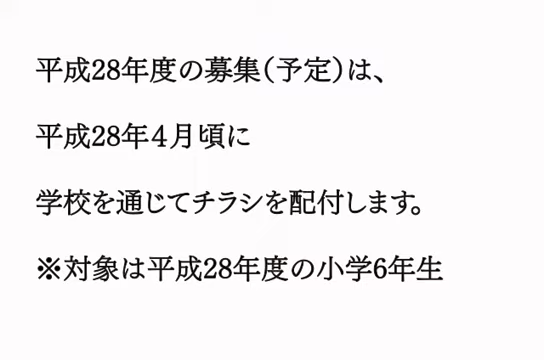 平成28年度の募集(予定)は、
平成28年4月頃に
学校を通じてチラシを配付します。
※対象は平成28年度の小学6年生